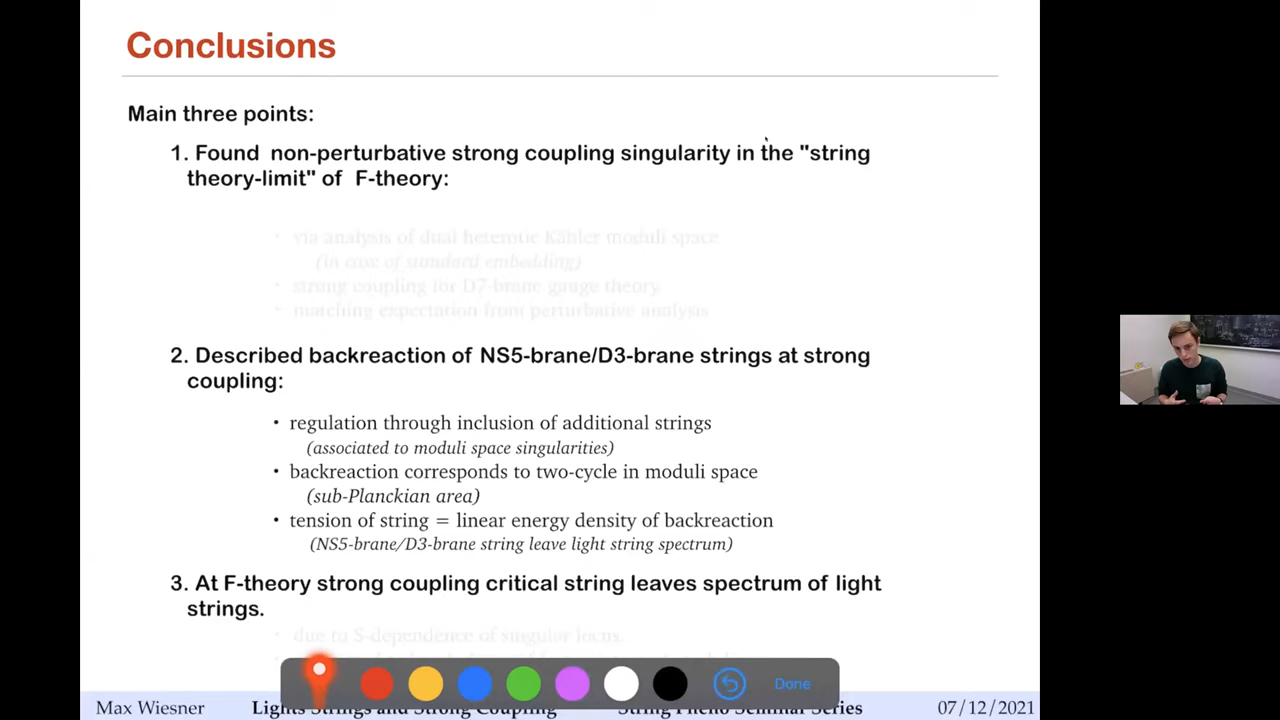 Conclusions
Main three points:
1. Found non-perturbative strong coupling singularity in the "string
theory-limit" of F-theory:
· via analysis of dual heterotic Kähler moduli space
(in case of standard embedding)
· strong coupling for D7-brane gauge theory
· matching expectation from perturbative analysis
2. Described backreaction of NS5-brane/D3-brane strings at strong
coupling:
• regulation through inclusion of additional strings
(associated to moduli space singularities)
• backreaction corresponds to two-cycle in moduli space
(sub-Planckian area)
• tension of string = linear energy density of backreaction
(NS5-brane/D3-brane string leave light string spectrum)
3. At F-theory strong coupling critical string leaves spectrum of light
strings.
· due to S-dependence of singular locus.
Done
Max Wiesner Lights Strings and Strong Coupling String Pheno Seminar Series 07/12/2021